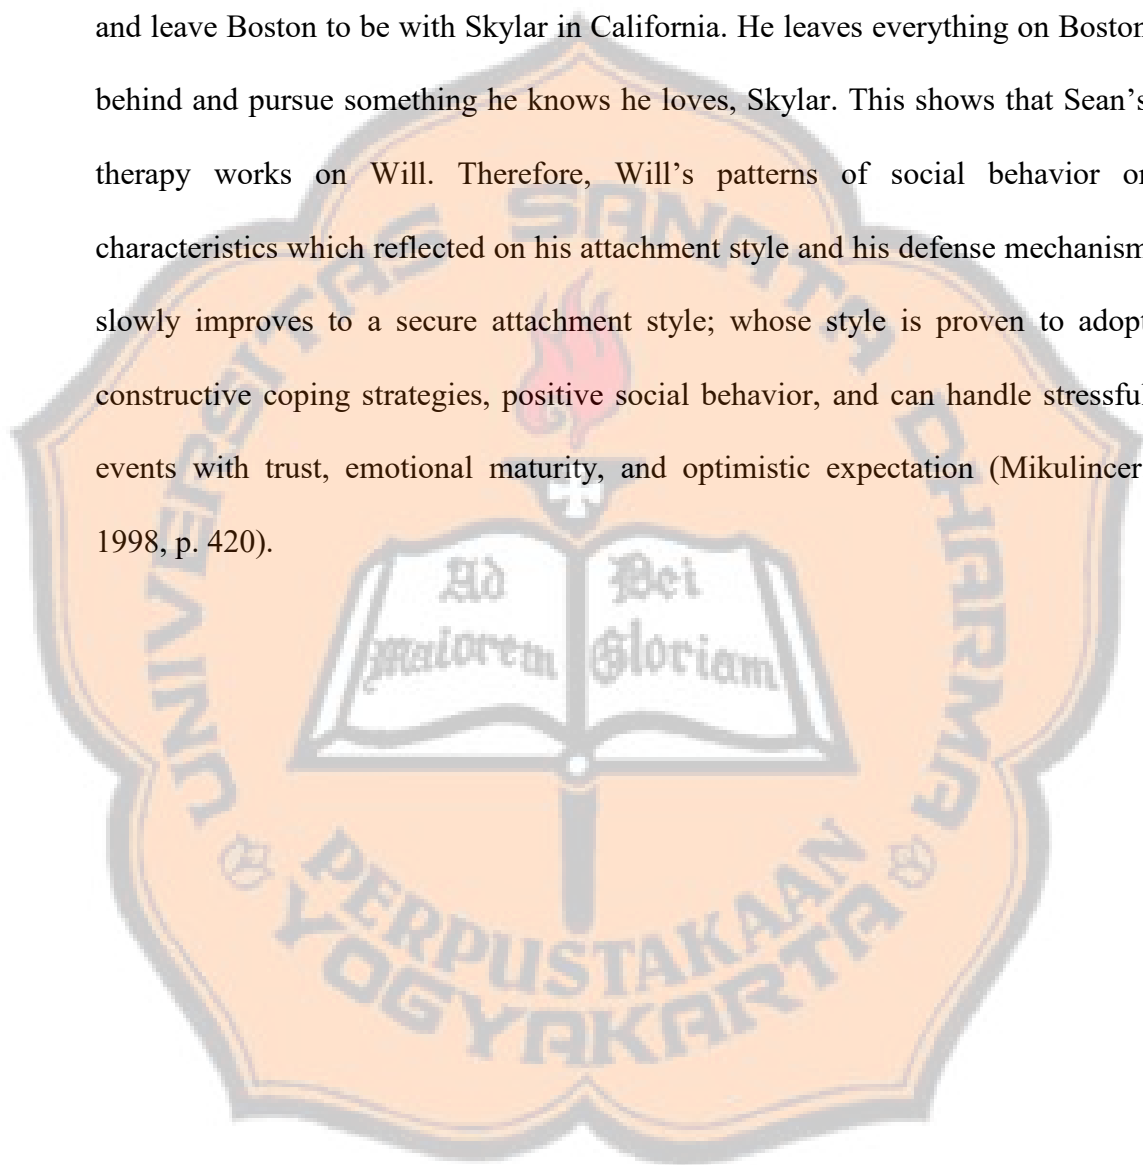 and leave Boston to be with Skylar in California. He leaves everything on Boston
behind and pursue something he knows he loves, Skylar. This shows that Sean's
therapy works on Will. Therefore, Will's patterns of social behavior or
characteristics which reflected on his attachment style and his defense mechanism
slowly improves to a secure attachment style; whose style is proven to adopt
constructive coping strategies, positive social behavior, and can handle stressful
events with trust, emotional maturity, and optimistic expectation (Mikulincer
1998, p. 420).
UNIVERSITAS SANATA DHARMA
Ad Dei
Maiorem Gloriam
PERPUSTAKAAN
YOGYAKARTA